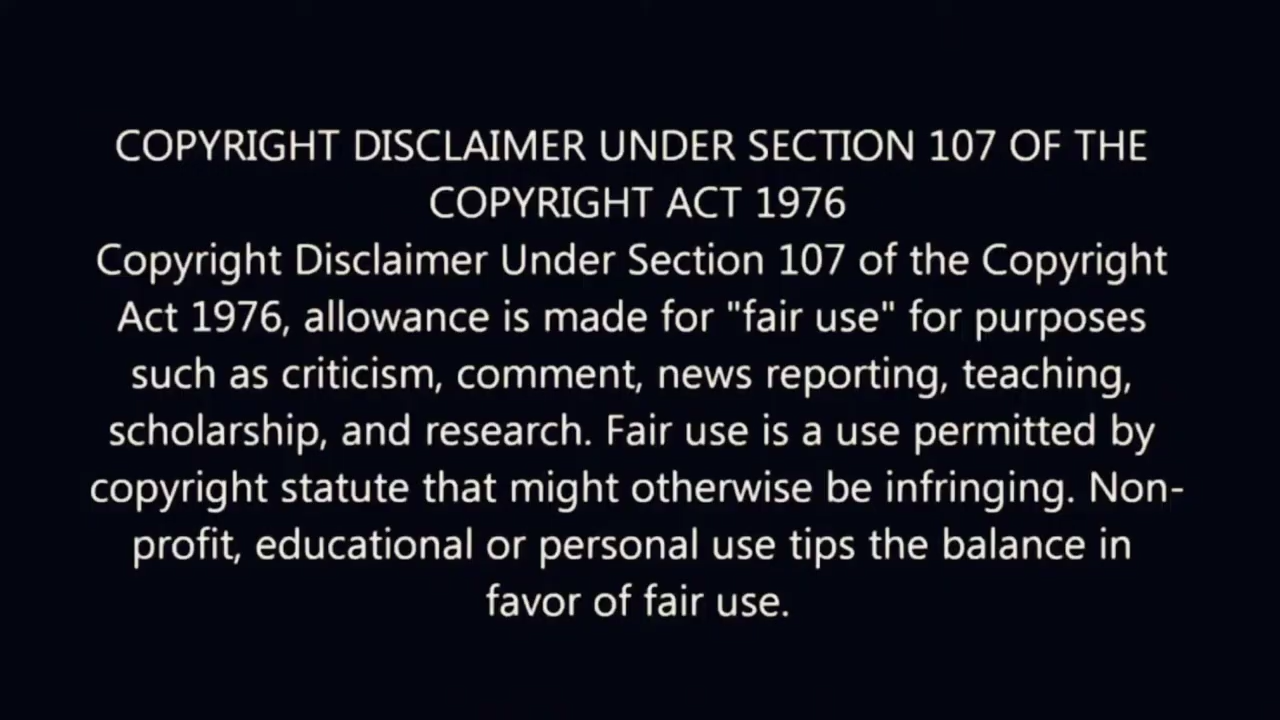 COPYRIGHT DISCLAIMER UNDER SECTION 107 OF THE
COPYRIGHT ACT 1976
Copyright Disclaimer Under Section 107 of the Copyright
Act 1976, allowance is made for "fair use" for purposes
such as criticism, comment, news reporting, teaching,
scholarship, and research. Fair use is a use permitted by
copyright statute that might otherwise be infringing. Non-
profit, educational or personal use tips the balance in
favor of fair use.